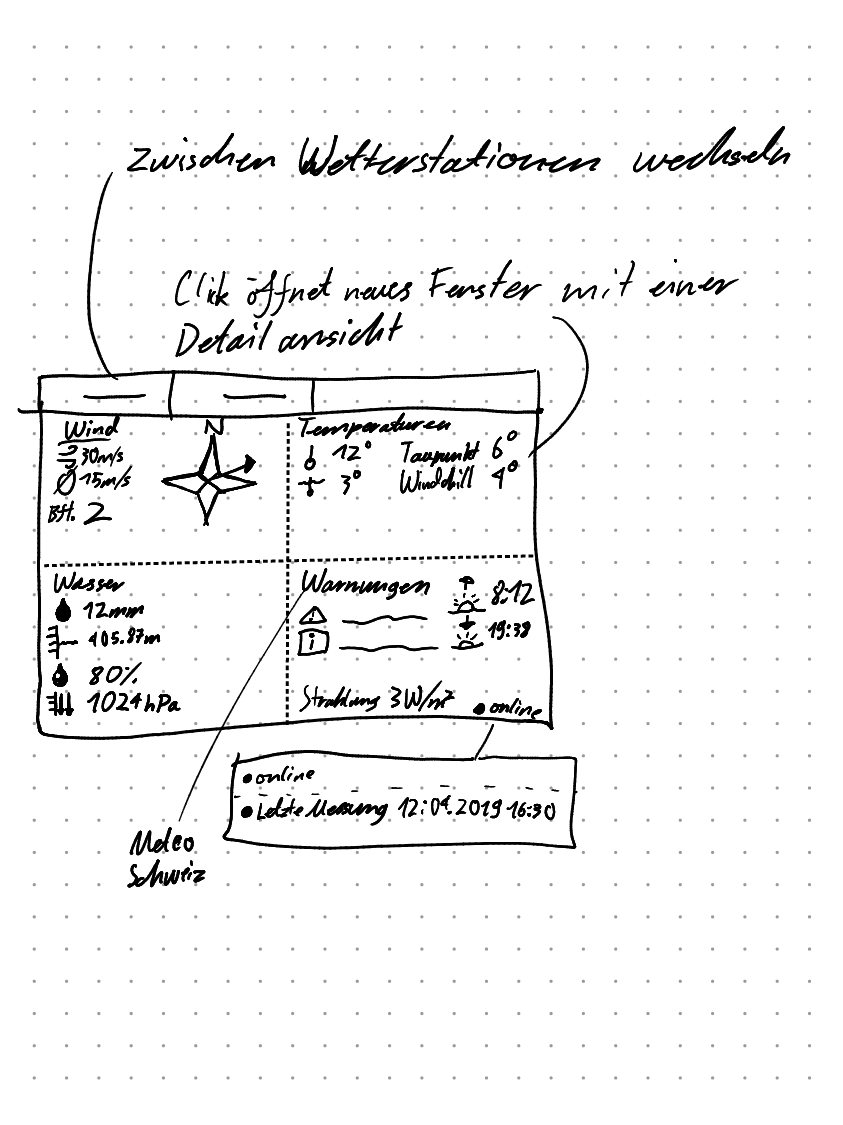 zwischen Wetterstationen wechseln
Click öffnet neues Fenster mit einer
Detailansicht
Wind
N
30m/s
Ø 15m/s
Bft. 2
Temperaturen
12° Taupunkt 6°
3° Windchill 4°
Wasser
12mm
405.87m
80%
1024hPa
Warnungen
8:12
19:38
Strahlung 3W/m²
online
online
Letzte Messung 12.04.2019 16:30
Meteo
Schweiz